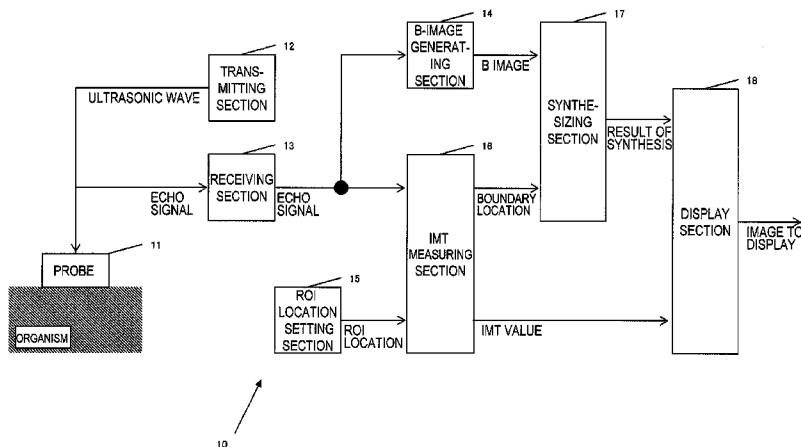 14
B-IMAGE
GENERAT-
ING
SECTION
B IMAGE
17
SYNTHE-
SIZING
SECTION
12
TRANS-
MITTING
SECTION
ULTRASONIC WAVE
18
DISPLAY
SECTION
RESULT OF
SYNTHESIS
IMAGE TO
DISPLAY
13
RECEIVING
SECTION
ECHO
SIGNAL
ECHO
SIGNAL
16
IMT
MEASURING
SECTION
BOUNDARY
LOCATION
11
PROBE
ORGANISM
15
ROI
LOCATION
SETTING
SECTION
ROI
LOCATION
IMT VALUE
10